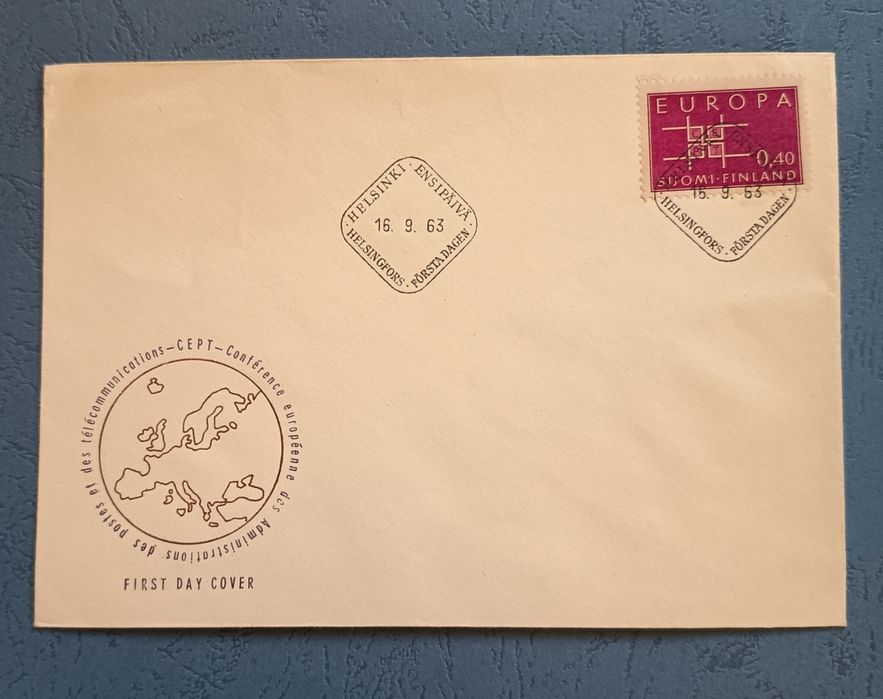 EUROPA
C E
P T
0,40
SUOMI·FINLAND
16. 9. 63
HELSINGFORS · FÖRSTA DAGEN
HELSINKI · ENSIPÄIVÄ
16. 9. 63
HELSINGFORS · FÖRSTA DAGEN
CEPT–Conférence européenne des Administrations des postes et des télécommunications–
FIRST DAY COVER